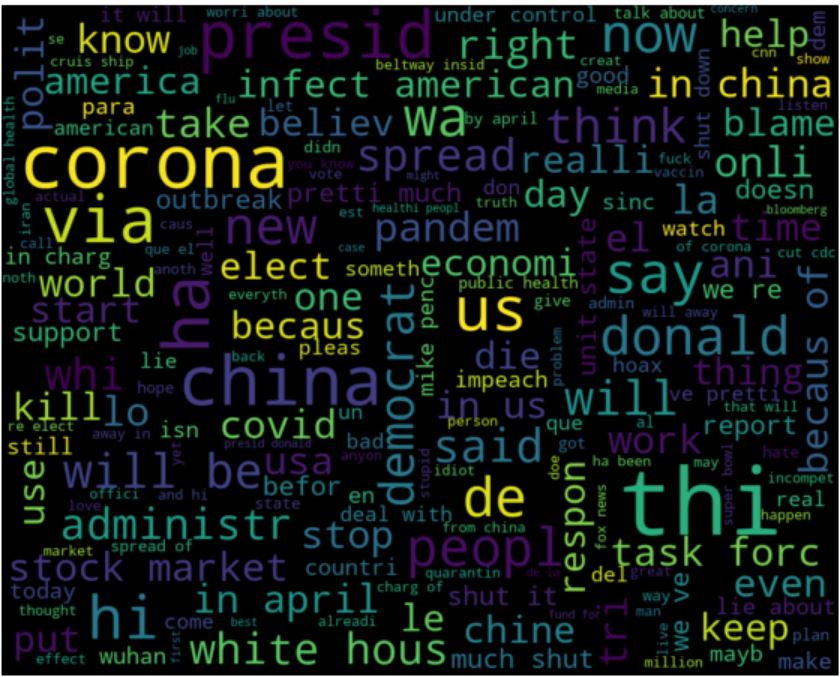 it will
worri about
under control
talk about
concern
se
know
presid
right
now
help
dem
polit
cruis ship
job
beltway insid
creat
cnn
show
america
infect american
good
media
in china
down
para
flu
let
listen
american
take
believ
wa
by april
think
shut
blame
global health
corona
didn
you know
spread
realli
fuck
vaccin
onli
vote
might
actual
outbreak
pretti much
don
truth
day
sinc
la
doesn
via
iran
caus
new
est
healthi peopl
pandem
el
watch
time
bloomberg
call
que el
case
of corona
cut cdc
in charg
well
elect
someth
economi
unit state
say
ani
noth
anoth
world
everyth
one
public health
give
we re
start
ha
us
admin
will away
becaus of
support
becaus
democrat
mike penc
donald
pleas
die
problem
hoax
whi
lie
back
china
impeach
thing
hope
in us
will
ve pretti
kill
lo
covid
un
person
que
al
that will
report
re elect
away in
isn
bad
said
got
work
still
yet
presid donald
anyon
stupid
idiot
doe
ha been
may
hate
use
will be
usa
befor
en
de
respon
thi
super bowl
incompet
real
offici
and hi
love
state
deal with
fox news
happen
administr
stop
from china
market
spread of
peopl
task forc
stock market
countri
quarantin
de la
del
great
even
today
in april
charg of
shut it
way
lie about
thought
hi
come
best
alreadi
le
fund for
tri
man
we ve
put
first
chine
live
keep
plan
effect
wuhan
white hous
much shut
million
mayb
make